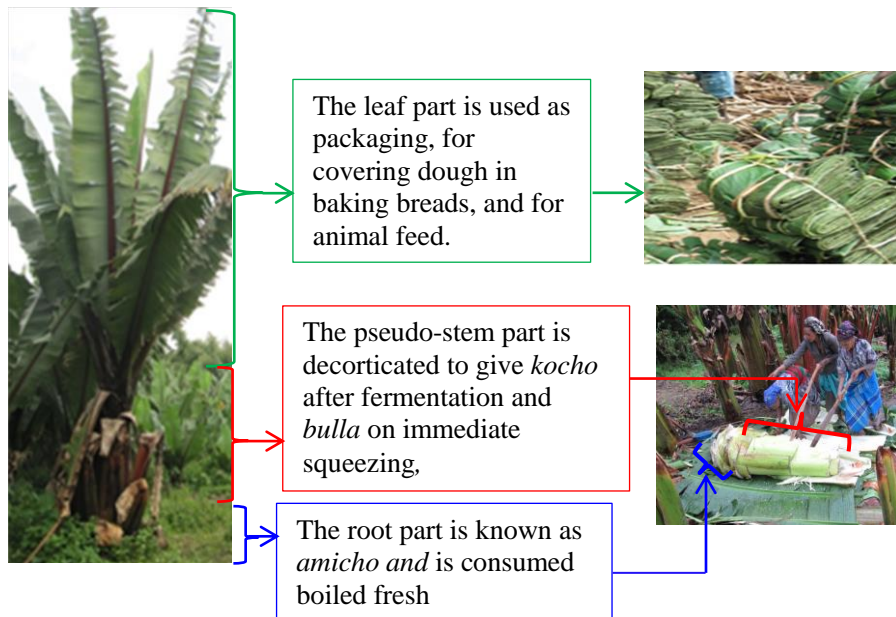 The leaf part is used as
packaging, for
covering dough in
baking breads, and for
animal feed.
The pseudo-stem part is
decorticated to give kocho
after fermentation and
bulla on immediate
squeezing,
The root part is known as
amicho and is consumed
boiled fresh